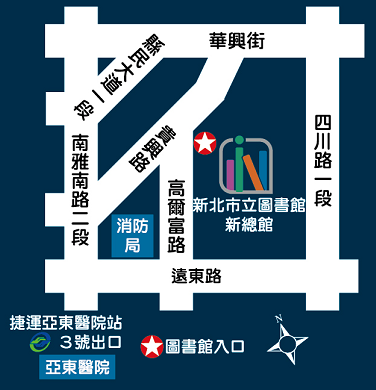 華興街
縣民大道一段
貴興路
四川路一段
南雅南路二段
高爾富路
新北市立圖書館
新總館
消防
局
遠東路
捷運亞東醫院站
3號出口
圖書館入口
亞東醫院